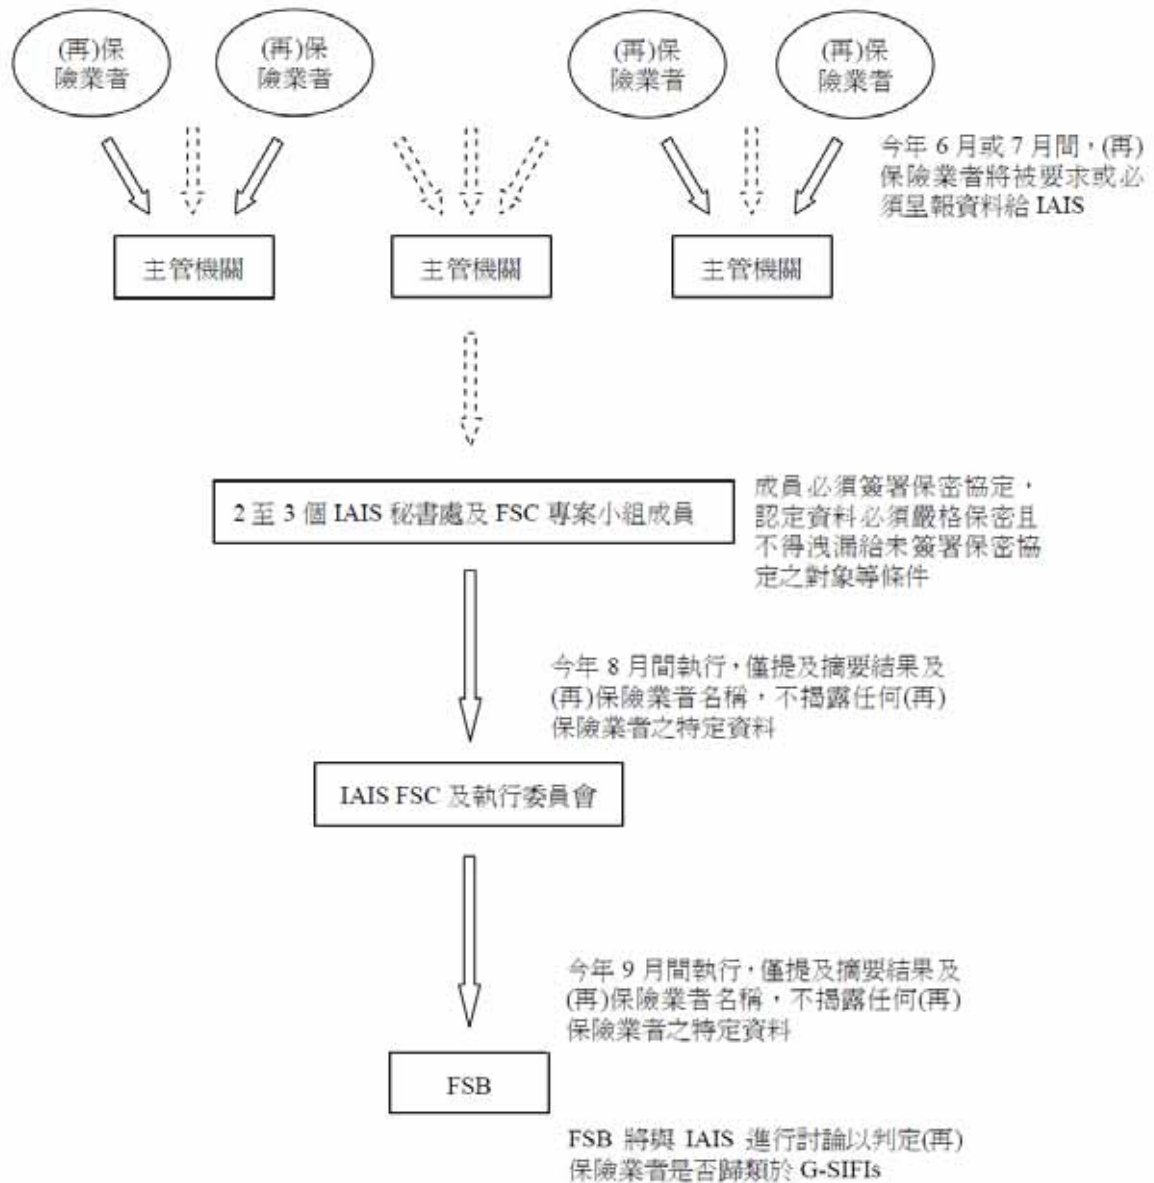 (再)保
險業者
(再)保
險業者
(再)保
險業者
(再)保
險業者
今年 6 月或 7 月間，(再)
保險業者將被要求或必
須呈報資料給 IAIS
主管機關
主管機關
主管機關
2 至 3 個 IAIS 秘書處及 FSC 專案小組成員
成員必須簽署保密協定，
認定資料必須嚴格保密且
不得洩漏給未簽署保密協
定之對象等條件
今年 8 月間執行，僅提及摘要結果及
(再)保險業者名稱，不揭露任何(再)
保險業者之特定資料
IAIS FSC 及執行委員會
今年 9 月間執行，僅提及摘要結果及
(再)保險業者名稱，不揭露任何(再)
保險業者之特定資料
FSB
FSB 將與 IAIS 進行討論以判定(再)
保險業者是否歸類於 G-SIFIs